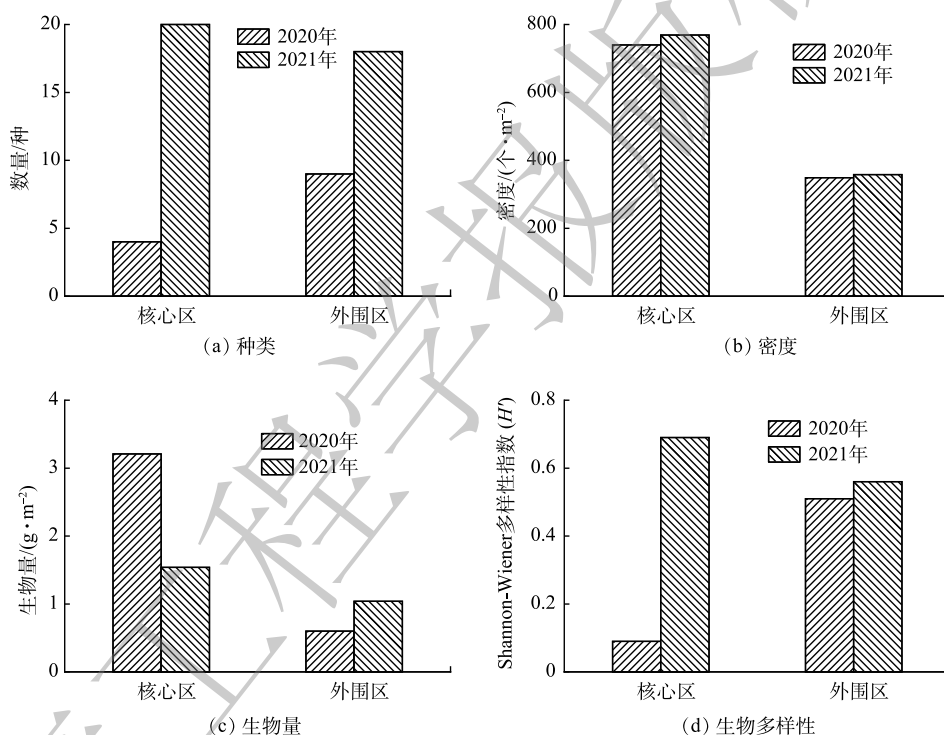 20
15
10
5
0
数量/种
2020年
2021年
核心区
外围区
(a) 种类
800
600
400
200
0
密度/(个·m⁻²)
2020年
2021年
核心区
外围区
(b) 密度
4
3
2
1
0
生物量/(g·m⁻²)
2020年
2021年
核心区
外围区
(c) 生物量
0.8
0.6
0.4
0.2
0
Shannon-Wiener多样性指数 (H′)
2020年
2021年
核心区
外围区
(d) 生物多样性
工程学报版